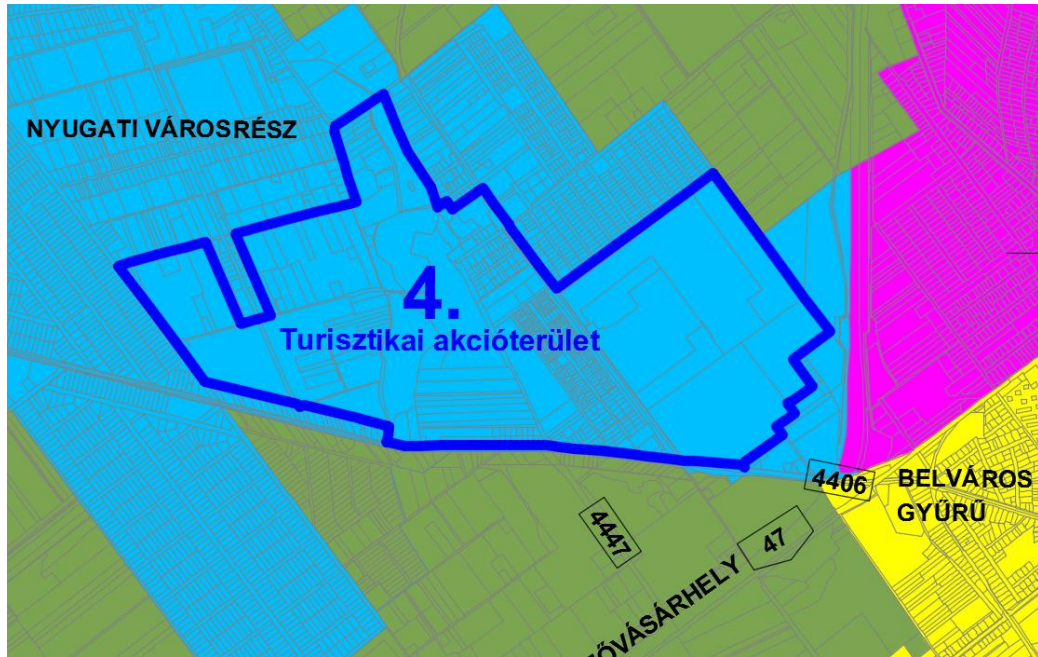 NYUGATI VÁROSRÉSZ
4.
Turisztikai akcióterület
4406
BELVÁROS
GYŰRŰ
4447
47